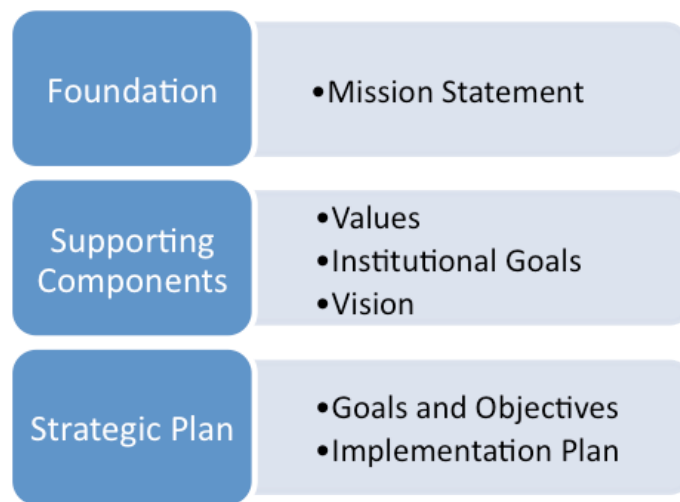 Foundation
•Mission Statement
Supporting
Components
•Values
•Institutional Goals
•Vision
Strategic Plan
•Goals and Objectives
•Implementation Plan